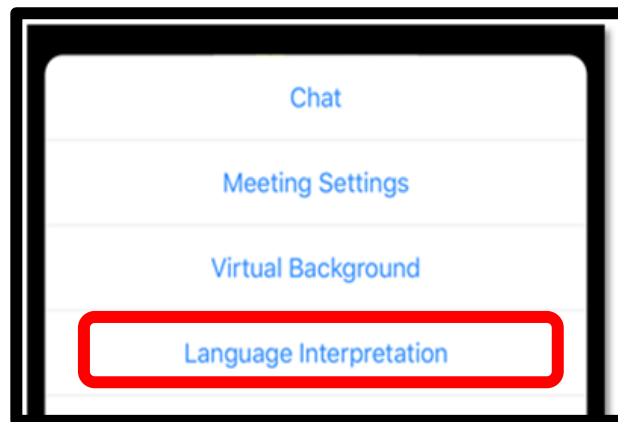 Chat
Meeting Settings
Virtual Background
Language Interpretation